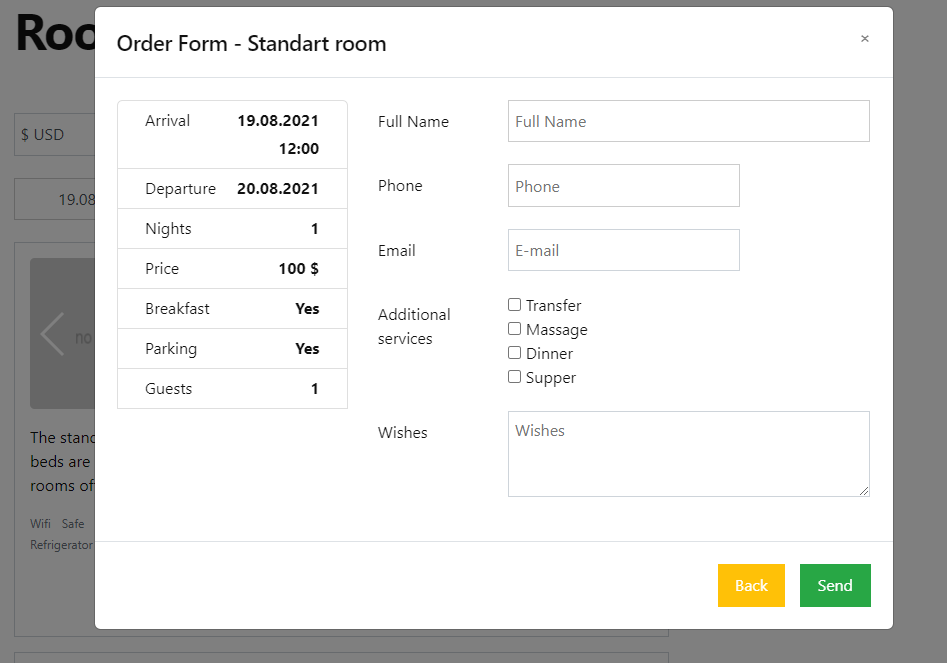 Roo
Order Form - Standart room
×
$ USD
19.08
no
The stand
beds are
rooms of
Wifi Safe
Refrigerator
Arrival 19.08.2021
12:00
Departure 20.08.2021
Nights 1
Price 100 $
Breakfast Yes
Parking Yes
Guests 1
Full Name Full Name
Phone Phone
Email E-mail
Additional
services
Transfer
Massage
Dinner
Supper
Wishes Wishes
Back Send